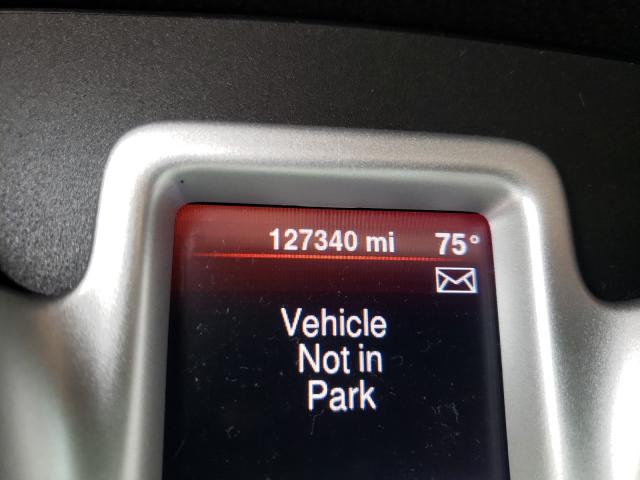 127340 mi 75°
Vehicle
Not in
Park